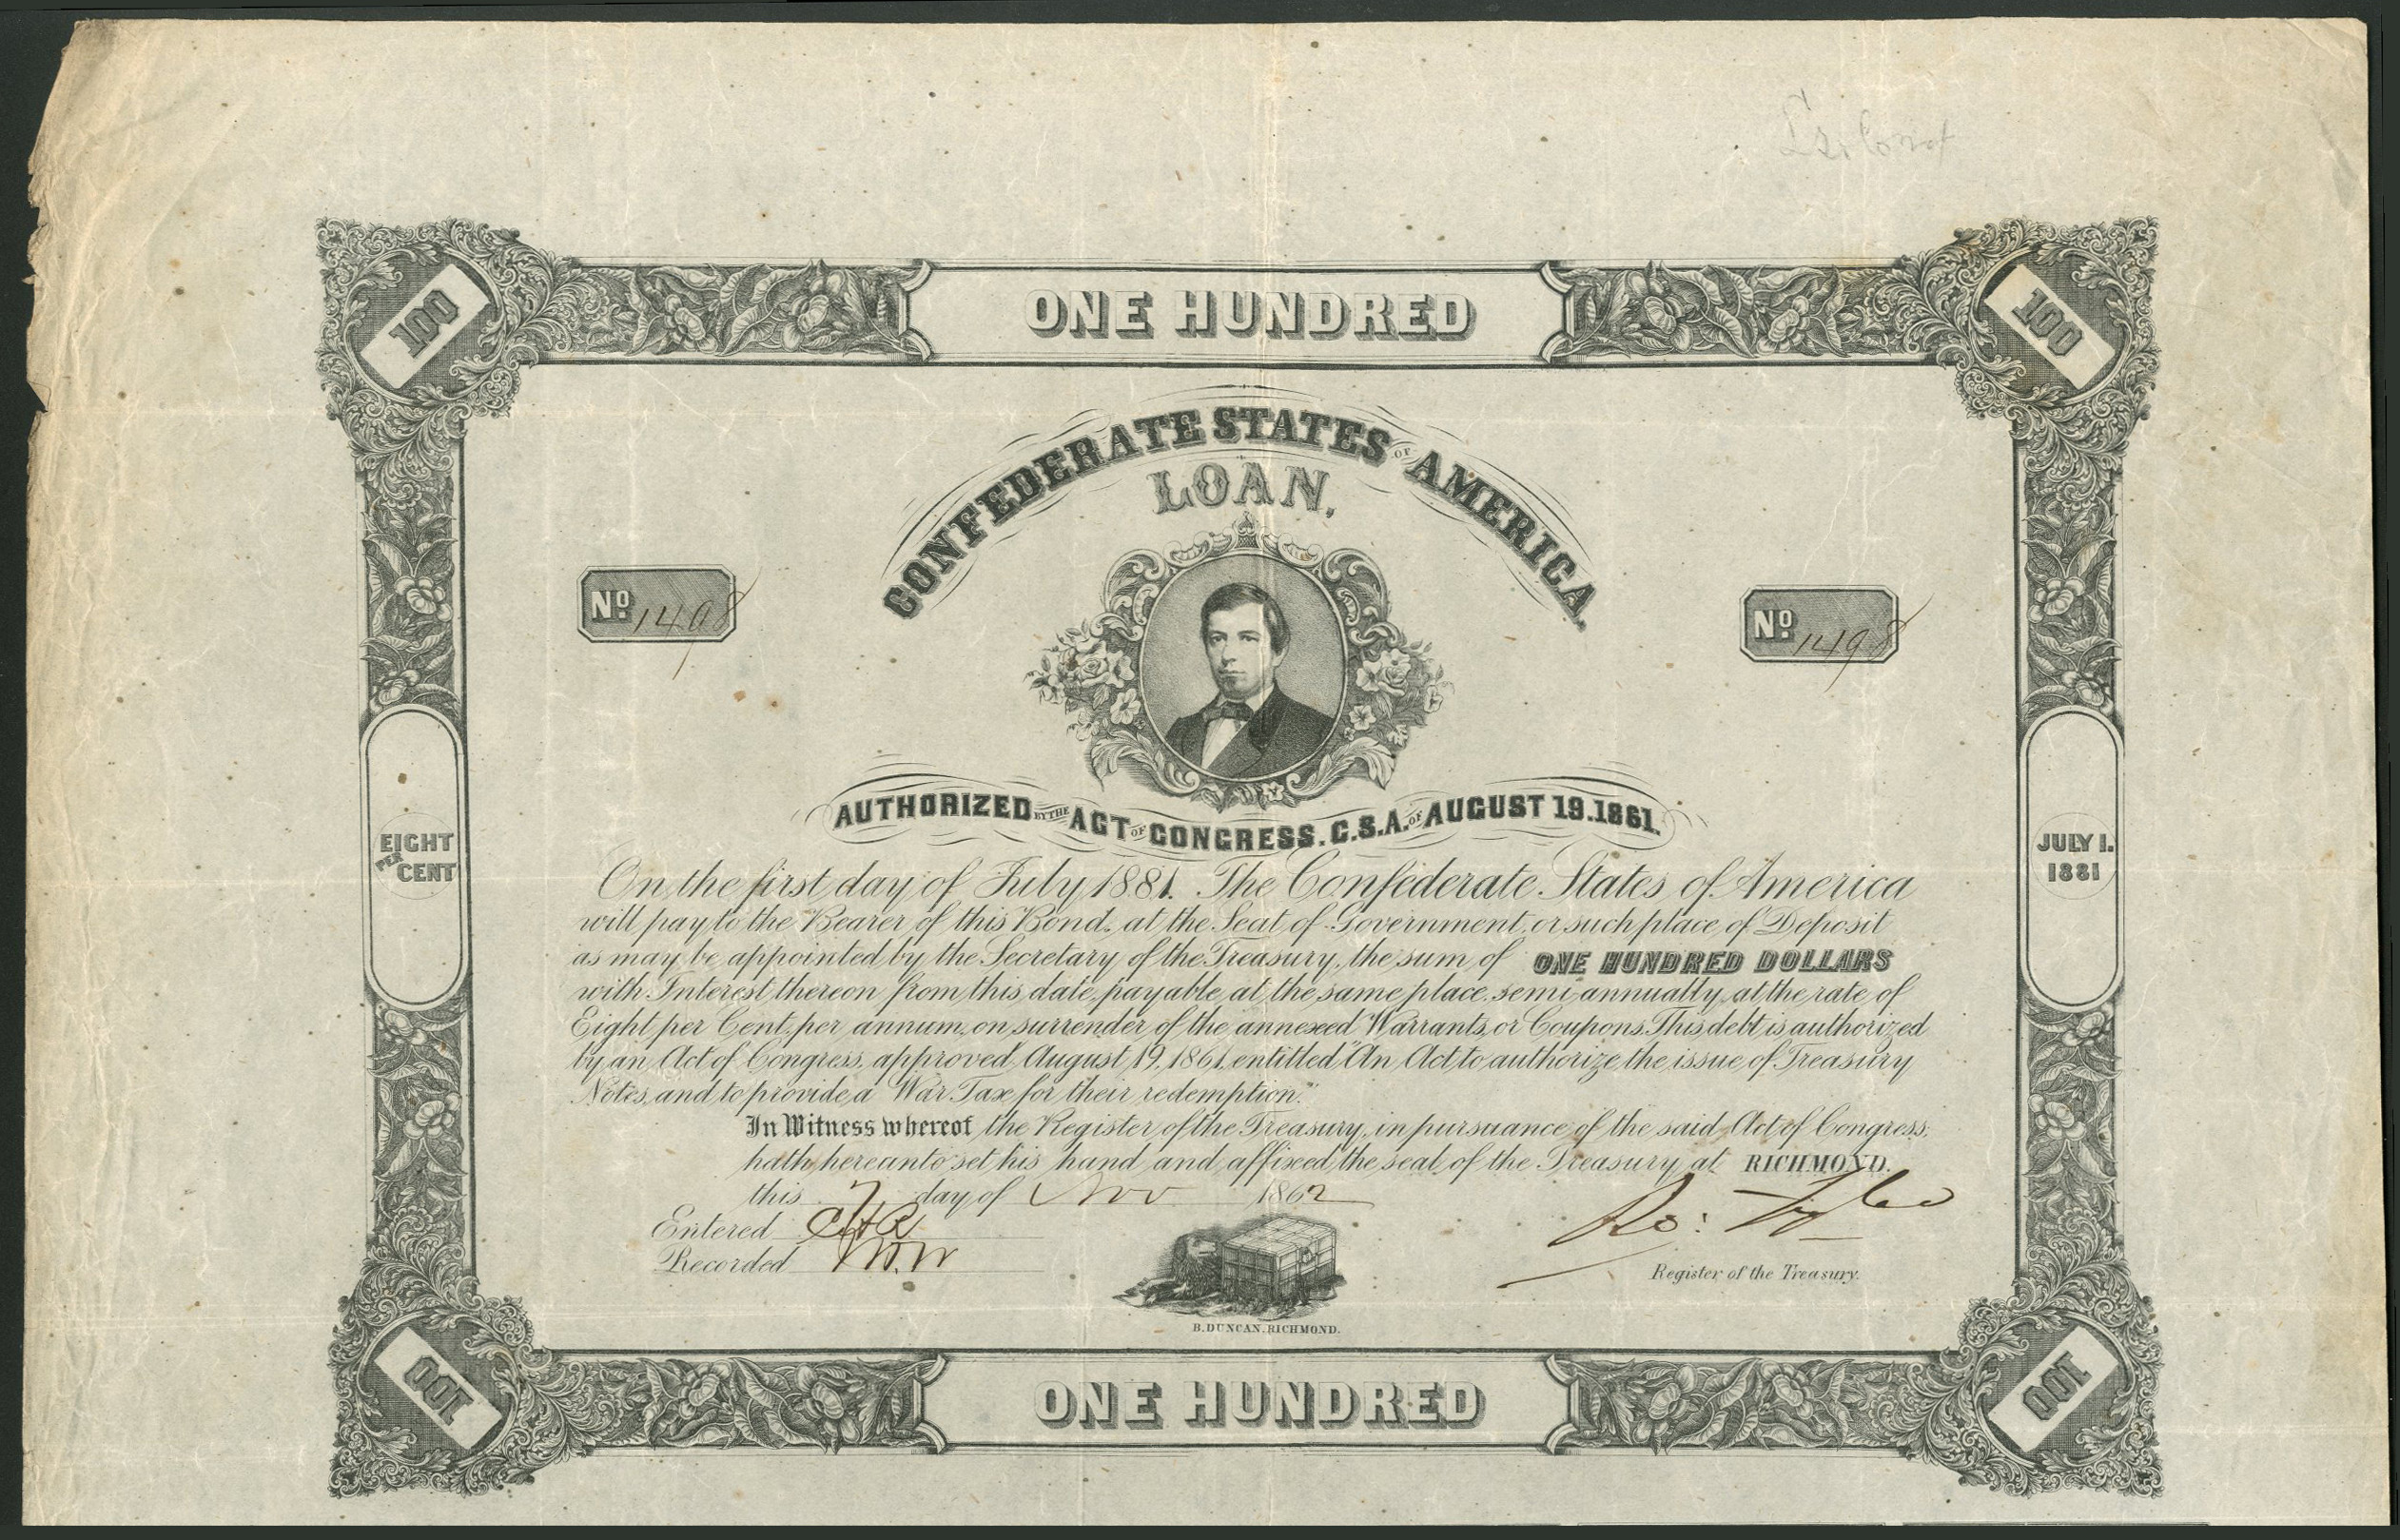 ONE HUNDRED
100
100
CONFEDERATE STATES OF AMERICA.
LOAN,
No. 1498
No. 1498
AUTHORIZED BY THE ACT OF CONGRESS. C.S.A. OF AUGUST 19.1861.
EIGHT PER CENT
JULY 1. 1881
On the first day of July, 1881. The Confederate States of America
will pay to the Bearer of this Bond, at the Seat of Government, or such place of Deposit
as may be appointed by the Secretary of the Treasury, the sum of ONE HUNDRED DOLLARS
with Interest thereon from this date, payable at the same place semi annually, at the rate of
Eight per Cent. per annum, on surrender of the annexed Warrants, or Coupons. This debt is authorized
by an Act of Congress, approved, August 19, 1861, entitled "An Act to authorize the issue of Treasury
Notes, and to provide a War Tax for their redemption."
In Witness whereof the Register of the Treasury, in pursuance of the said Act of Congress,
hath hereunto set his hand and affixed the seal of the Treasury at RICHMOND.
this 7 day of Nov 1862
Entered
Recorded W.W
Ro: Tyler
Register of the Treasury.
B. DUNCAN. RICHMOND.
100
ONE HUNDRED
100